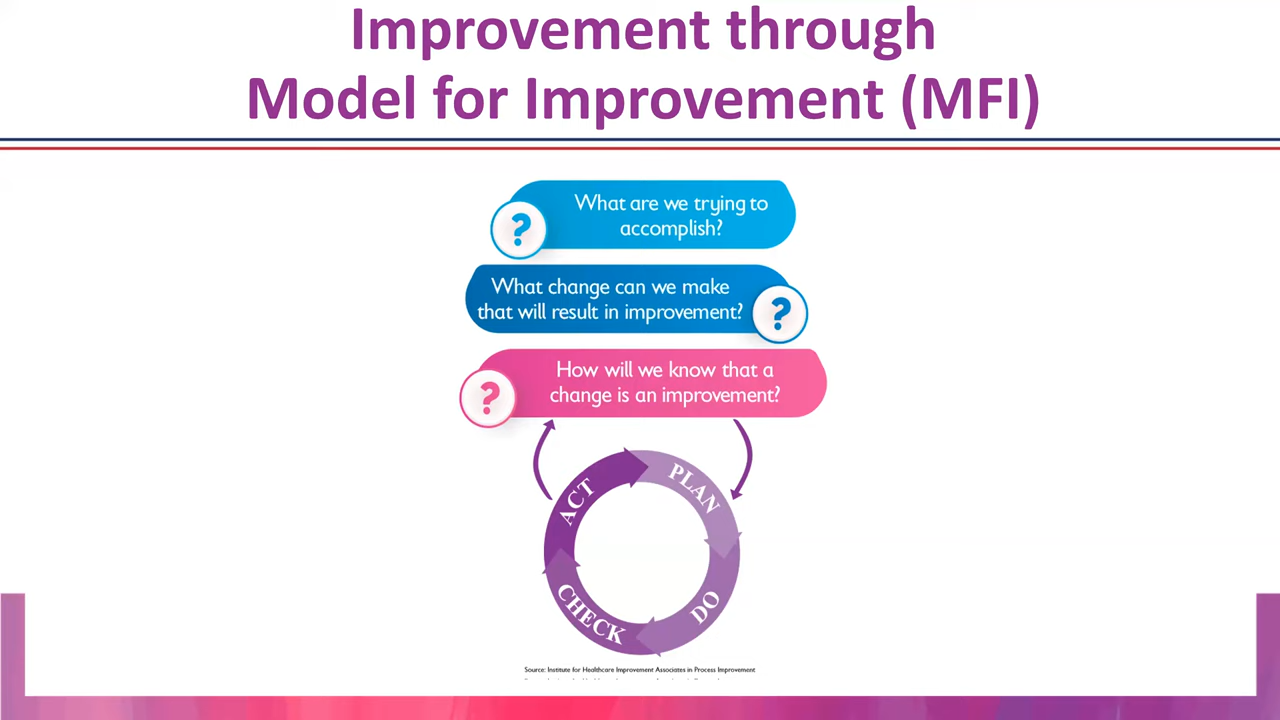 Improvement through
Model for Improvement (MFI)
?
What are we trying to
accomplish?
What change can we make
that will result in improvement?
?
?
How will we know that a
change is an improvement?
ACT
PLAN
CHECK
DO
Source: Institute for Healthcare Improvement Associates in Process Improvement